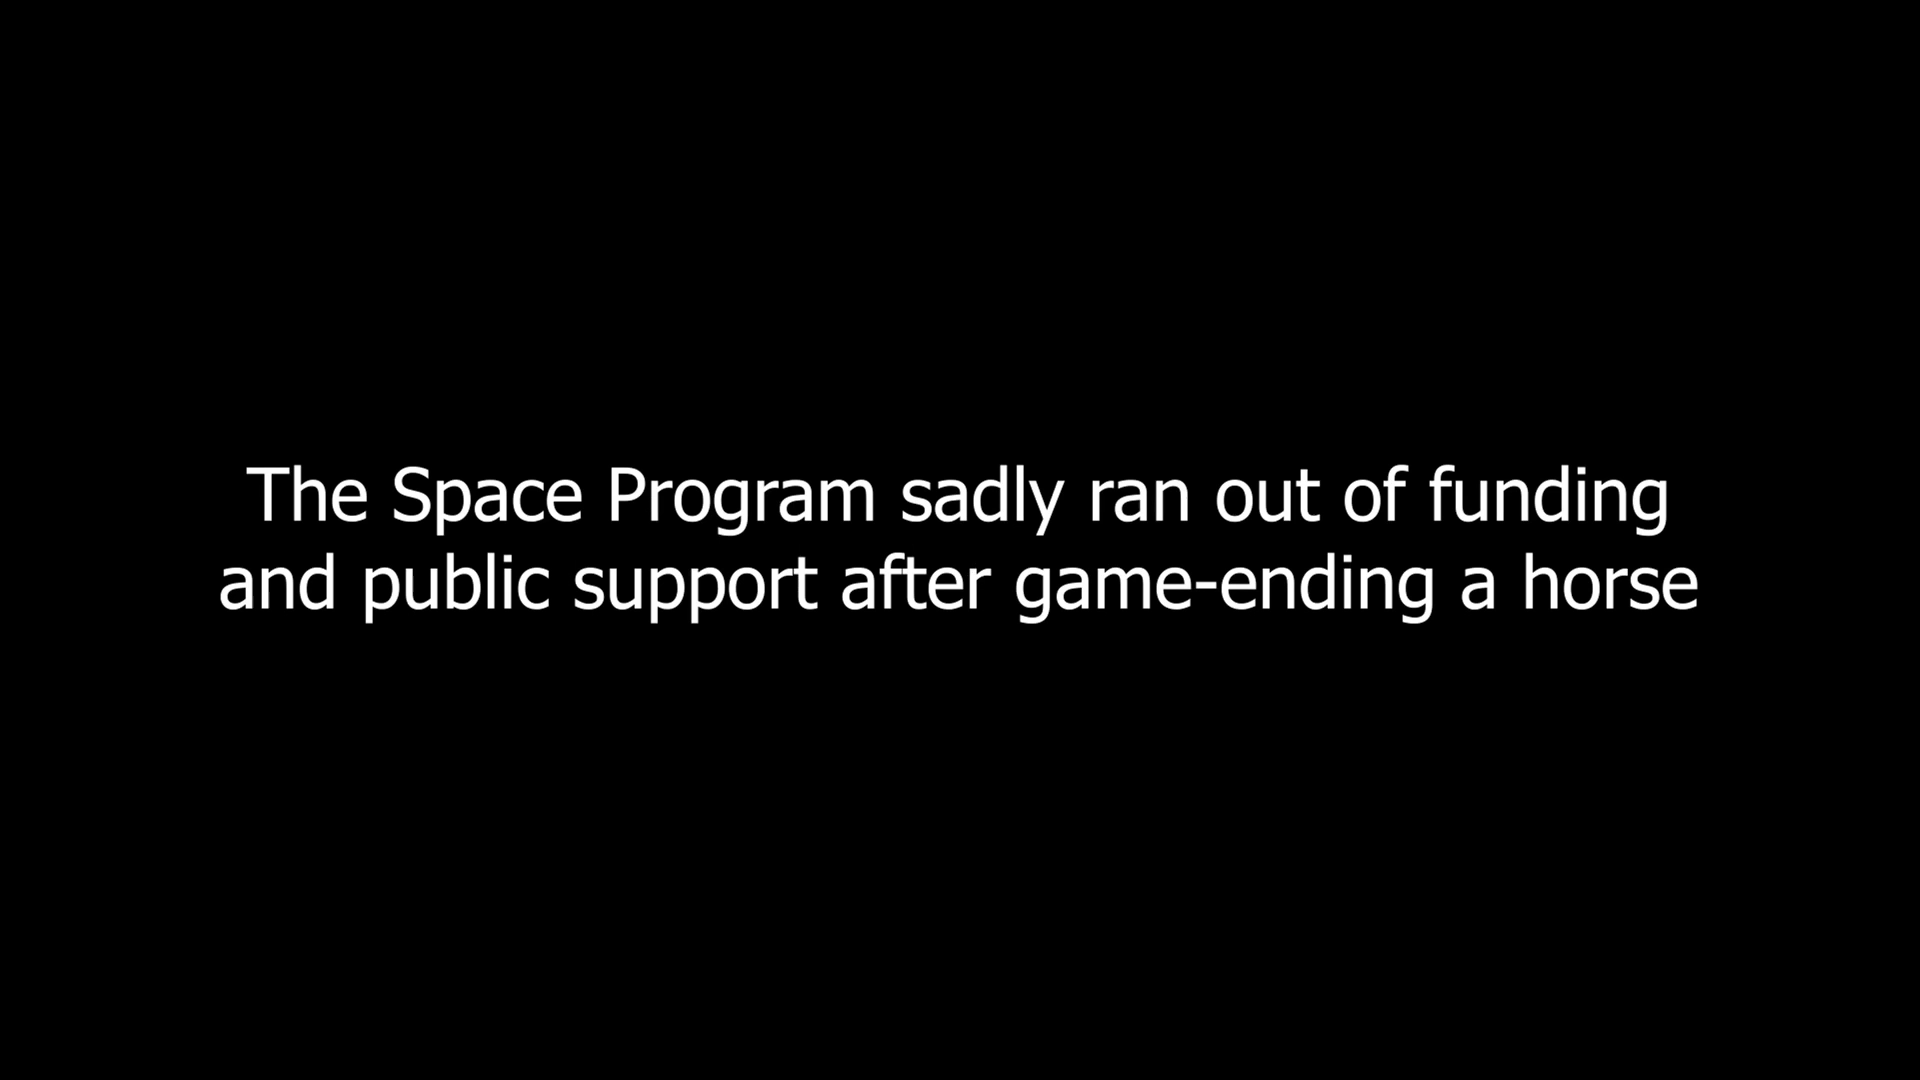 The Space Program sadly ran out of funding
and public support after game-ending a horse